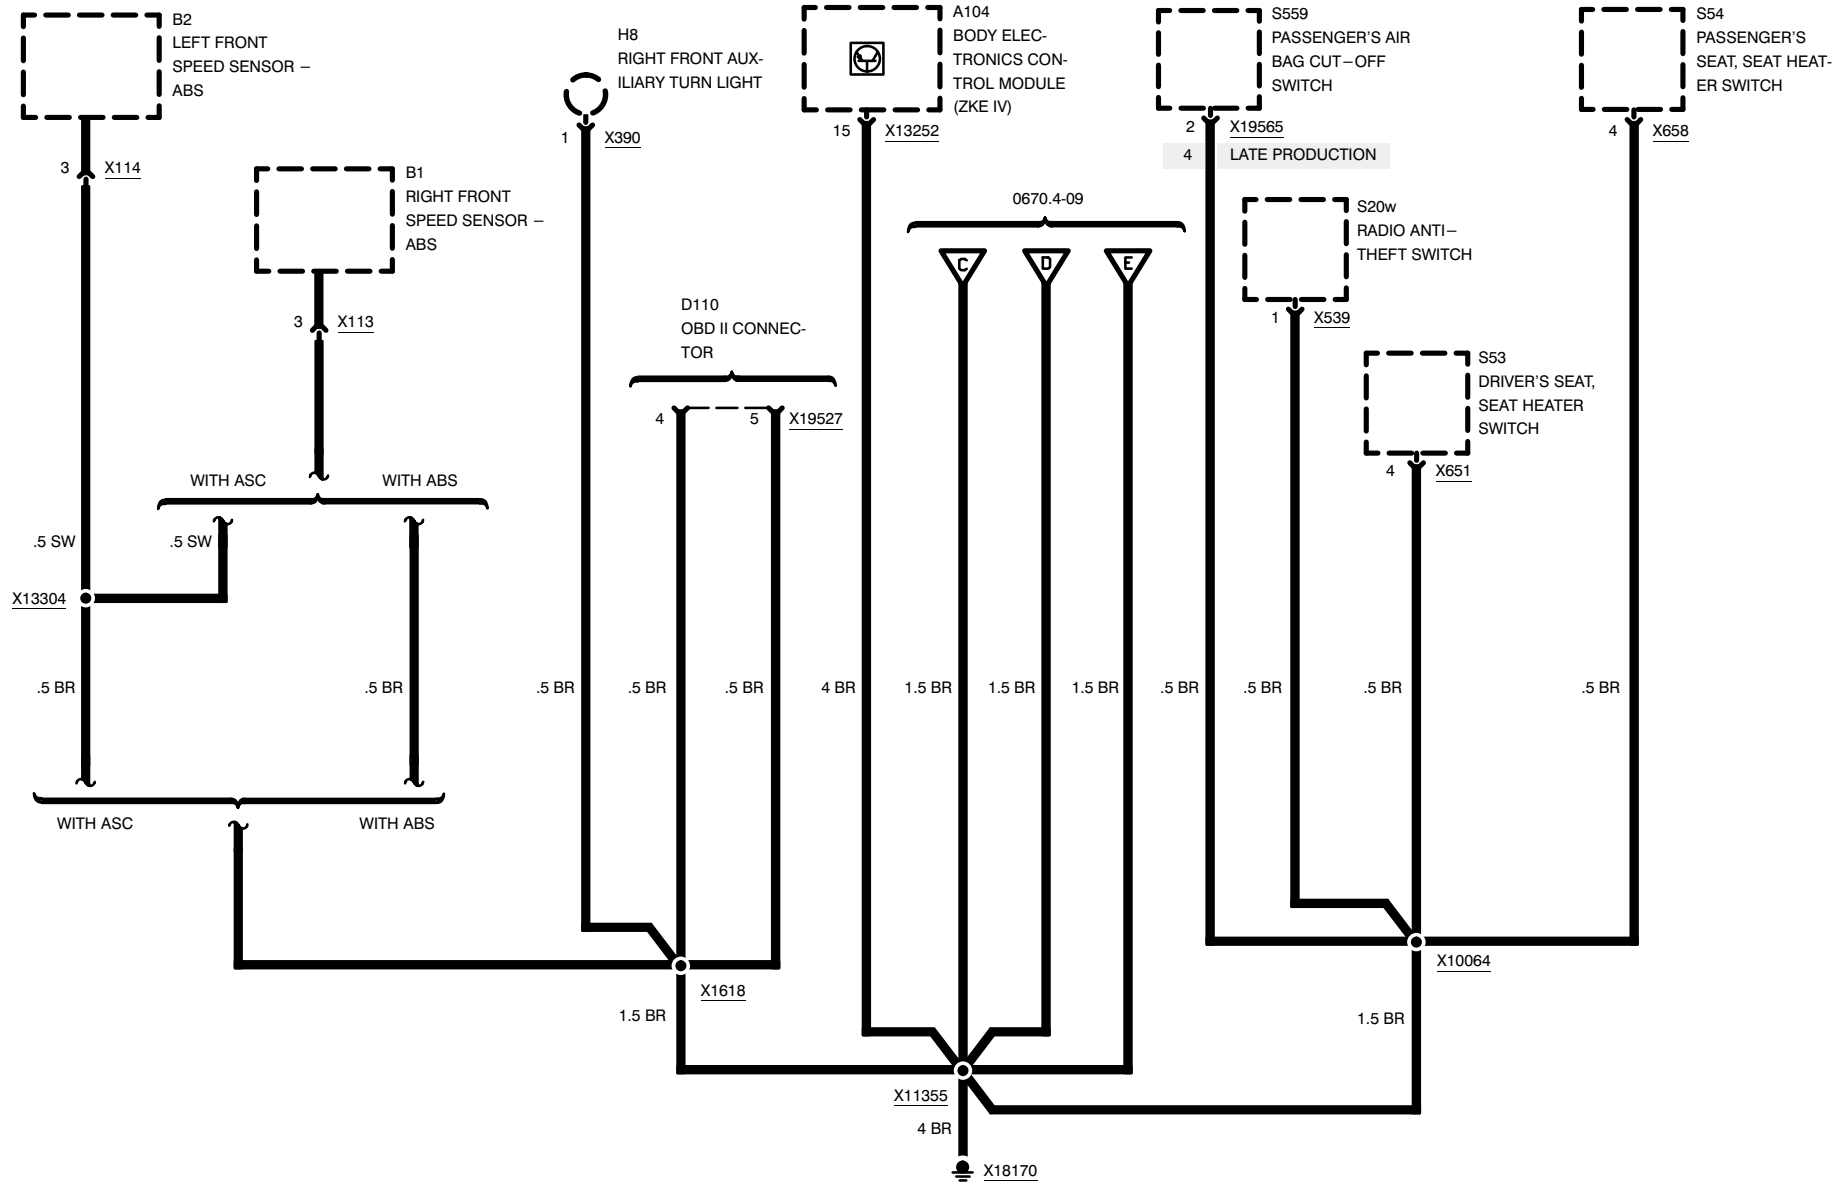 B2
LEFT FRONT
SPEED SENSOR –
ABS
3 X114
B1
RIGHT FRONT
SPEED SENSOR –
ABS
3 X113
H8
RIGHT FRONT AUX-
ILIARY TURN LIGHT
1 X390
A104
BODY ELEC-
TRONICS CON-
TROL MODULE
(ZKE IV)
15 X13252
S559
PASSENGER'S AIR
BAG CUT–OFF
SWITCH
2 X19565
4 LATE PRODUCTION
S54
PASSENGER'S
SEAT, SEAT HEAT-
ER SWITCH
4 X658
0670.4-09
C D E
S20w
RADIO ANTI–
THEFT SWITCH
1 X539
D110
OBD II CONNEC-
TOR
4 5 X19527
S53
DRIVER'S SEAT,
SEAT HEATER
SWITCH
4 X651
WITH ASC WITH ABS
.5 SW .5 SW
X13304
.5 BR .5 BR .5 BR .5 BR .5 BR 4 BR 1.5 BR 1.5 BR 1.5 BR .5 BR .5 BR .5 BR .5 BR
WITH ASC WITH ABS
X10064
X1618
1.5 BR 1.5 BR
X11355
4 BR
X18170